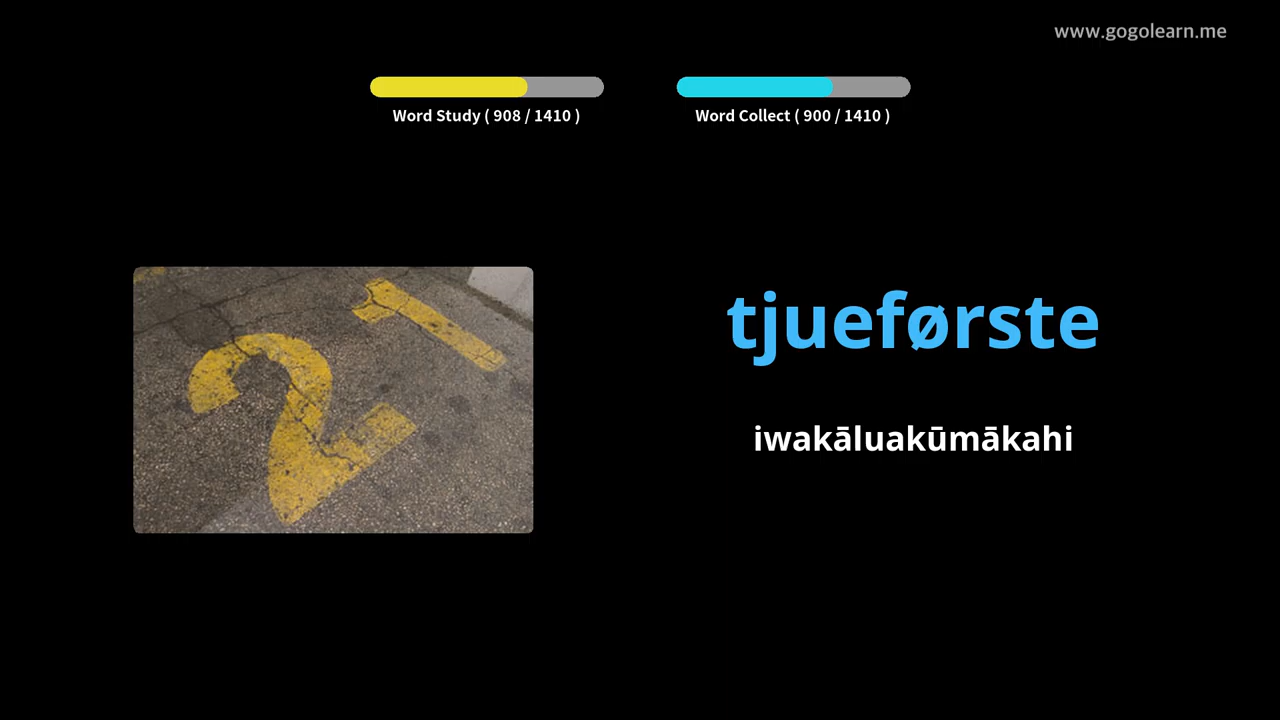 www.gogolearn.me
Word Study ( 908 / 1410 )
Word Collect ( 900 / 1410 )
21
tjueførste
iwakāluakūmākahi